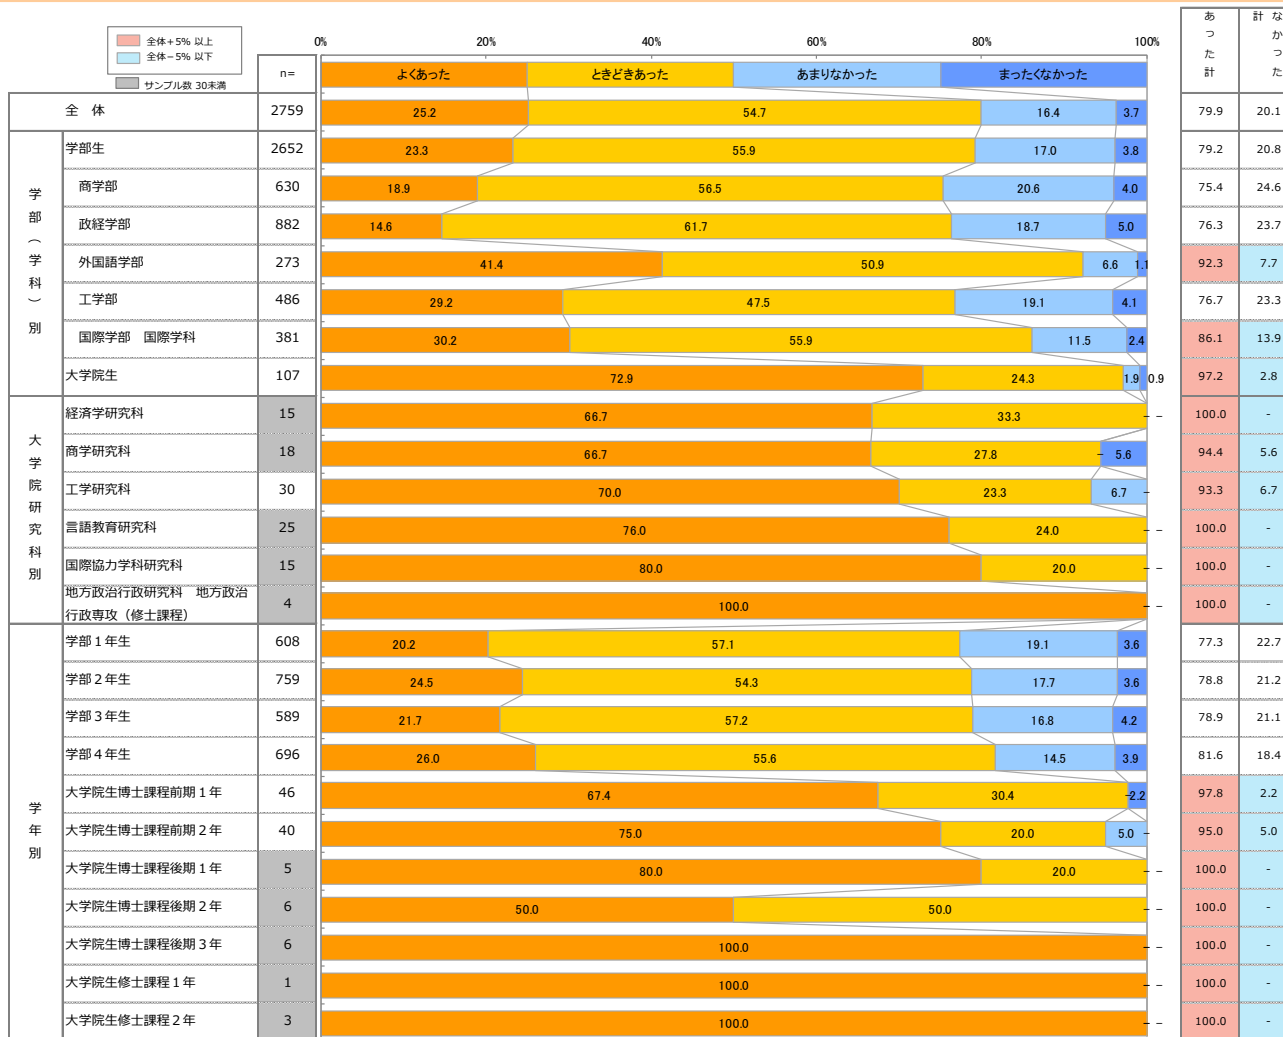 全体+5% 以上
全体-5% 以下
サンプル数 30未満
n=
0% 20% 40% 60% 80% 100%
よくあった ときどきあった あまりなかった まったくなかった
あった計
なかった計
全 体 2759 25.2 54.7 16.4 3.7 79.9 20.1
学部(学科)別
学部生 2652 23.3 55.9 17.0 3.8 79.2 20.8
商学部 630 18.9 56.5 20.6 4.0 75.4 24.6
政経学部 882 14.6 61.7 18.7 5.0 76.3 23.7
外国語学部 273 41.4 50.9 6.6 1.1 92.3 7.7
工学部 486 29.2 47.5 19.1 4.1 76.7 23.3
国際学部 国際学科 381 30.2 55.9 11.5 2.4 86.1 13.9
大学院生 107 72.9 24.3 1.9 0.9 97.2 2.8
大学院研究科別
経済学研究科 15 66.7 33.3 - - 100.0 -
商学研究科 18 66.7 27.8 - 5.6 94.4 5.6
工学研究科 30 70.0 23.3 6.7 - 93.3 6.7
言語教育研究科 25 76.0 24.0 - - 100.0 -
国際協力学科研究科 15 80.0 20.0 - - 100.0 -
地方政治行政研究科 地方政治
行政専攻(修士課程) 4 100.0 - - 100.0 -
学年別
学部1年生 608 20.2 57.1 19.1 3.6 77.3 22.7
学部2年生 759 24.5 54.3 17.7 3.6 78.8 21.2
学部3年生 589 21.7 57.2 16.8 4.2 78.9 21.1
学部4年生 696 26.0 55.6 14.5 3.9 81.6 18.4
大学院生博士課程前期1年 46 67.4 30.4 - 2.2 97.8 2.2
大学院生博士課程前期2年 40 75.0 20.0 5.0 - 95.0 5.0
大学院生博士課程後期1年 5 80.0 20.0 - - 100.0 -
大学院生博士課程後期2年 6 50.0 50.0 - - 100.0 -
大学院生博士課程後期3年 6 100.0 - - 100.0 -
大学院生修士課程1年 1 100.0 - - 100.0 -
大学院生修士課程2年 3 100.0 - - 100.0 -